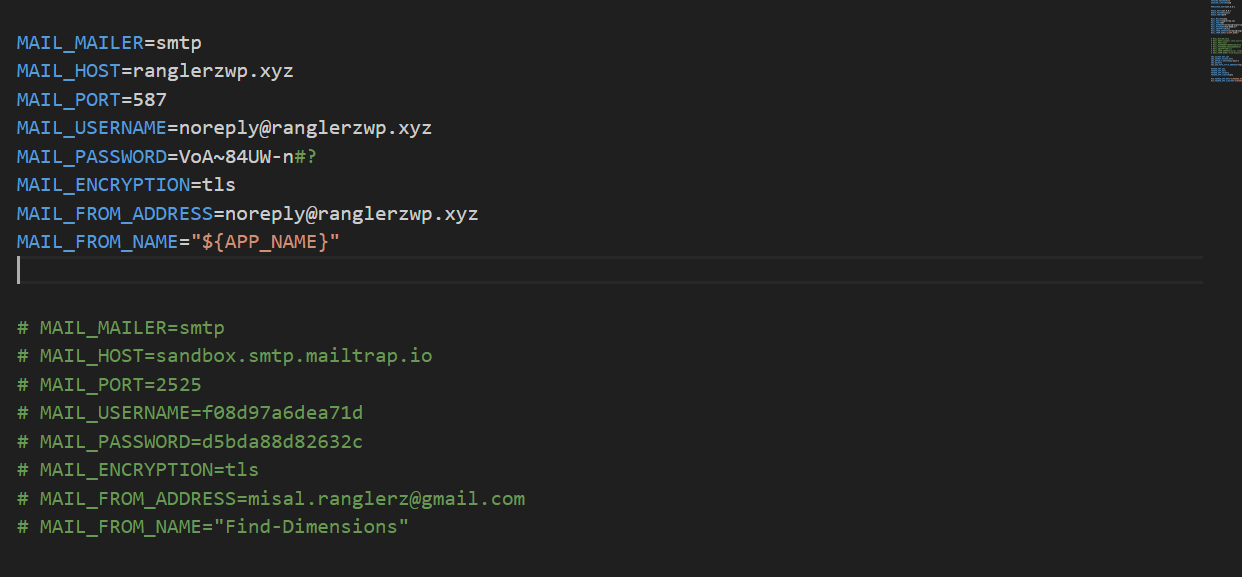 MAIL_MAILER=smtp
MAIL_HOST=ranglerzwp.xyz
MAIL_PORT=587
MAIL_USERNAME=noreply@ranglerzwp.xyz
MAIL_PASSWORD=VoA~84UW-n#?
MAIL_ENCRYPTION=tls
MAIL_FROM_ADDRESS=noreply@ranglerzwp.xyz
MAIL_FROM_NAME="${APP_NAME}"
# MAIL_MAILER=smtp
# MAIL_HOST=sandbox.smtp.mailtrap.io
# MAIL_PORT=2525
# MAIL_USERNAME=f08d97a6dea71d
# MAIL_PASSWORD=d5bda88d82632c
# MAIL_ENCRYPTION=tls
# MAIL_FROM_ADDRESS=misal.ranglerz@gmail.com
# MAIL_FROM_NAME="Find-Dimensions"